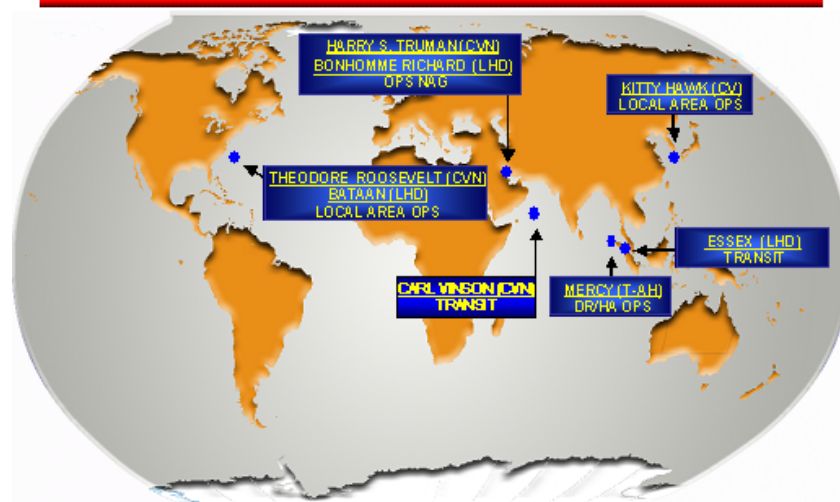 HARRY S. TRUMAN (CVN)
BONHOMME RICHARD (LHD)
OPS NAG
KITTY HAWK (CV)
LOCAL AREA OPS
THEODORE ROOSEVELT (CVN)
BATAAN (LHD)
LOCAL AREA OPS
ESSEX (LHD)
TRANSIT
CARL VINSON (CVN)
TRANSIT
MERCY (T-AH)
DR/HA OPS